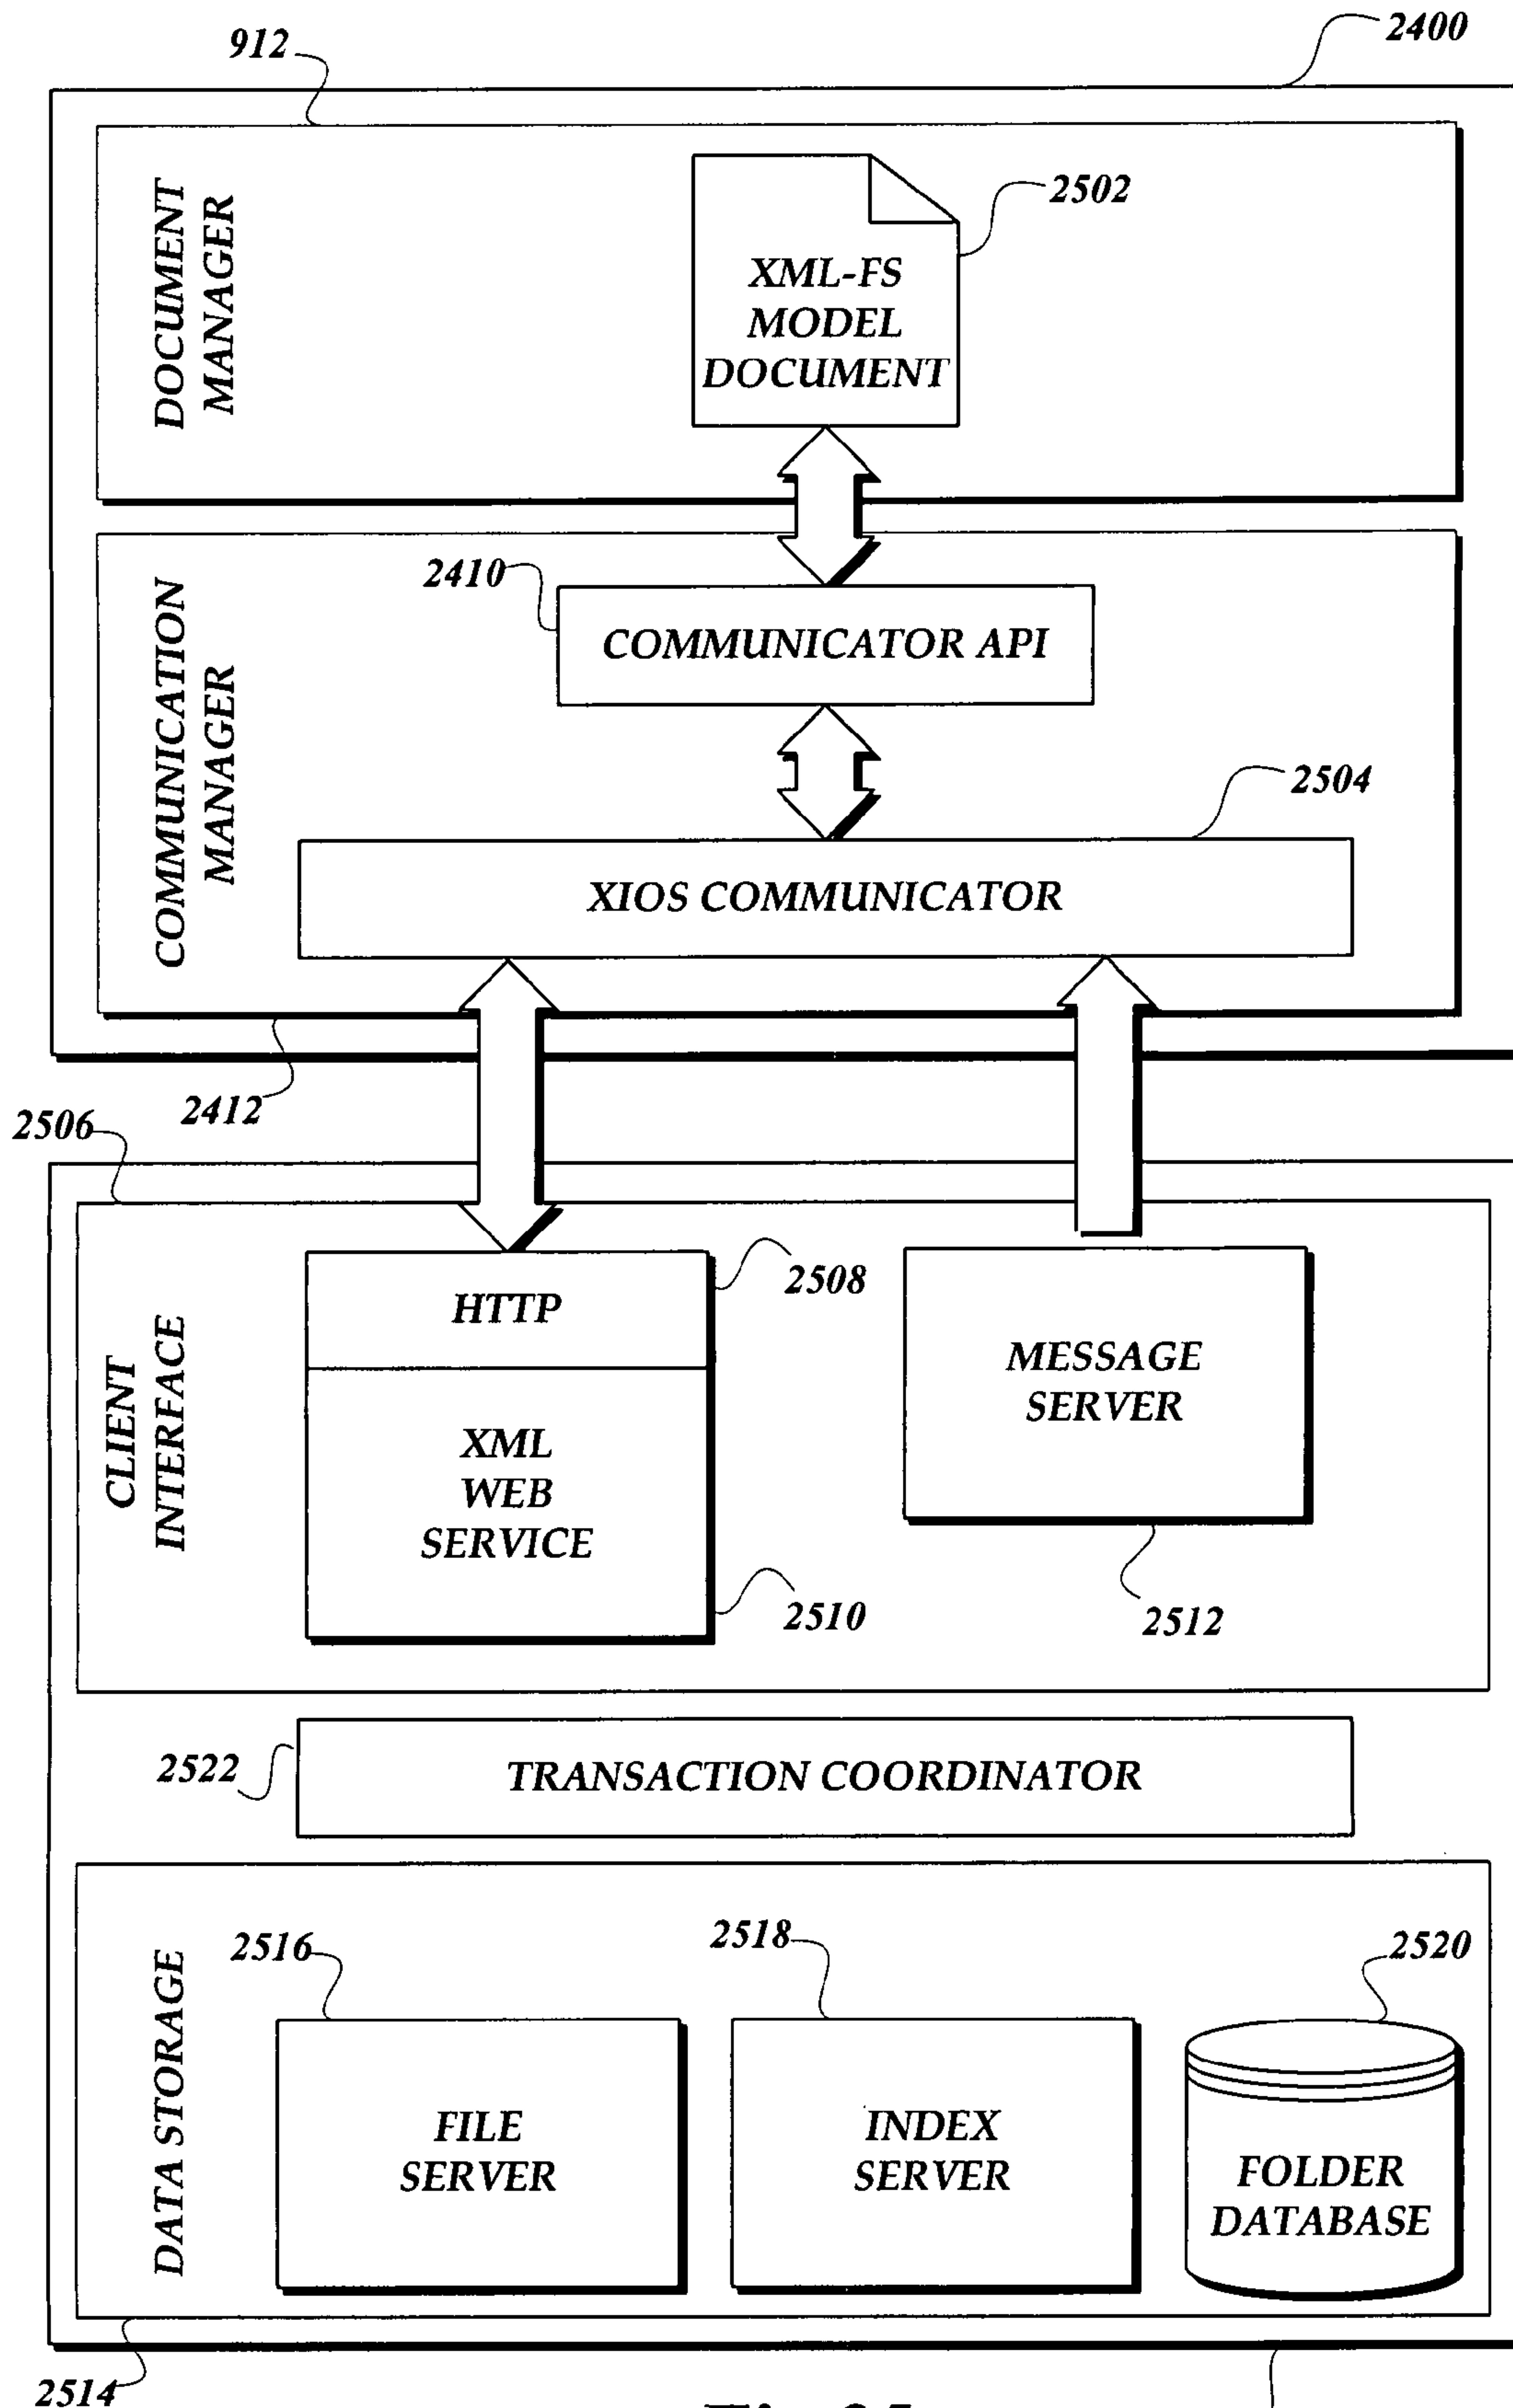 2400
912
DOCUMENT
MANAGER
2502
XML-FS
MODEL
DOCUMENT
COMMUNICATION
MANAGER
2410
COMMUNICATOR API
2504
XIOS COMMUNICATOR
2412
2506
CLIENT
INTERFACE
HTTP
2508
XML
WEB
SERVICE
2510
MESSAGE
SERVER
2512
2522
TRANSACTION COORDINATOR
DATA STORAGE
2516
FILE
SERVER
2518
INDEX
SERVER
2520
FOLDER
DATABASE
2514